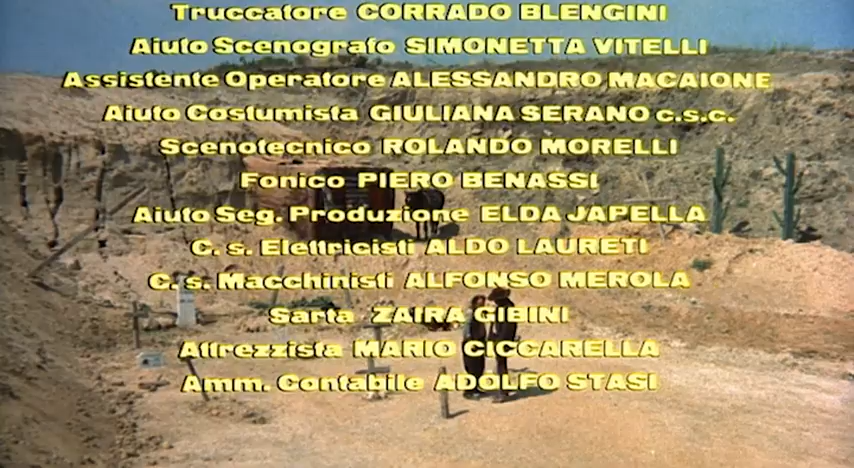 Truccatore CORRADO BLENGINI
Aiuto Scenografo SIMONETTA VITELLI
Assistente Operatore ALESSANDRO MACAIONE
Aiuto Costumista GIULIANA SERANO c.s.c.
Scenotecnico ROLANDO MORELLI
Fonico PIERO BENASSI
Aiuto Seg. Produzione ELDA JAPELLA
C. s. Elettricisti ALDO LAURETI
C. s. Macchinisti ALFONSO MEROLA
Sarta ZAIRA GIBINI
Attrezzista MARIO CICCARELLA
Amm. Contabile ADOLFO STASI